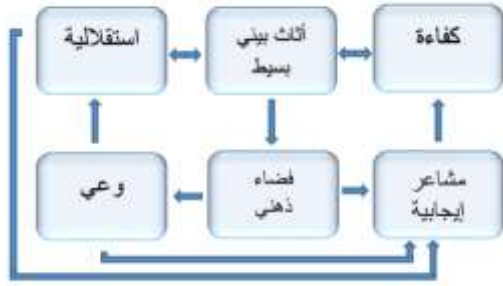 كفاءة
أثاث بيئي
بسيط
استقلالية
مشاعر
إيجابية
فضاء
ذهني
وعي